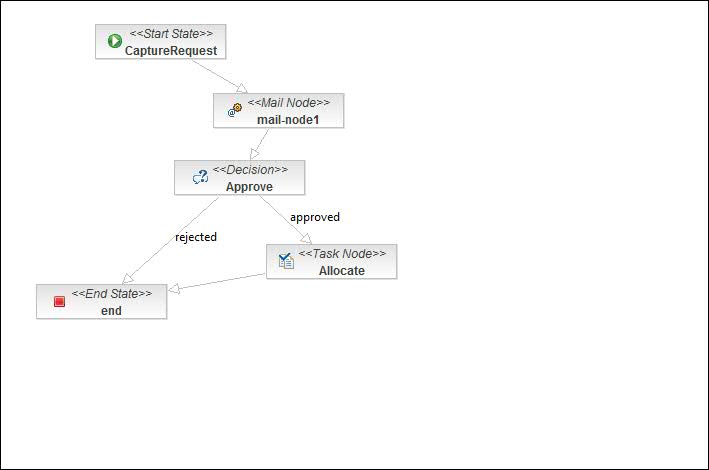 <<Start State>>
CaptureRequest
<<Mail Node>>
mail-node1
<<Decision>>
Approve
approved
rejected
<<Task Node>>
Allocate
<<End State>>
end